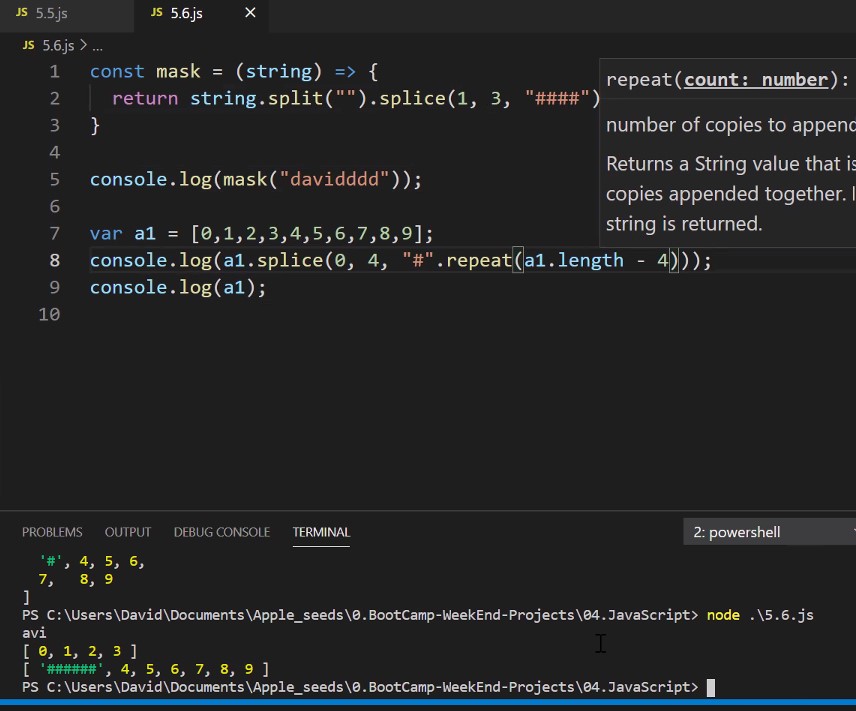 JS 5.5.js JS 5.6.js ×
JS 5.6.js > ...
1 const mask = (string) => {
2 return string.split("").splice(1, 3, "####")
3 }
4
5 console.log(mask("davidddd"));
6
7 var a1 = [0,1,2,3,4,5,6,7,8,9];
8 console.log(a1.splice(0, 4, "#".repeat(a1.length - 4)));
9 console.log(a1);
10
repeat(count: number):
number of copies to append
Returns a String value that is
copies appended together. I
string is returned.
PROBLEMS OUTPUT DEBUG CONSOLE TERMINAL 2: powershell
'#', 4, 5, 6,
7, 8, 9
]
PS C:\Users\David\Documents\Apple_seeds\0.BootCamp-WeekEnd-Projects\04.JavaScript> node .\5.6.js
avi
[ 0, 1, 2, 3 ]
[ '######', 4, 5, 6, 7, 8, 9 ]
PS C:\Users\David\Documents\Apple_seeds\0.BootCamp-WeekEnd-Projects\04.JavaScript>